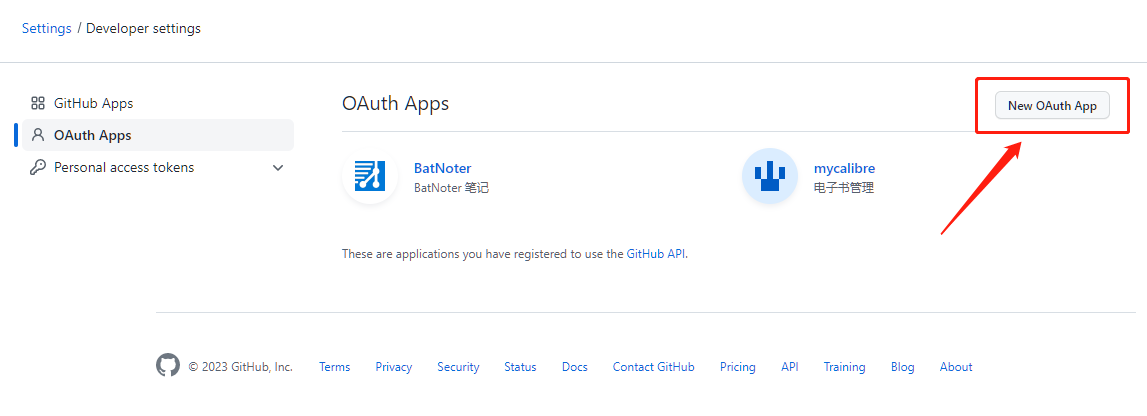 Settings / Developer settings
GitHub Apps
OAuth Apps
Personal access tokens
OAuth Apps
New OAuth App
BatNoter
BatNoter 笔记
mycalibre
电子书管理
These are applications you have registered to use the GitHub API.
© 2023 GitHub, Inc. Terms Privacy Security Status Docs Contact GitHub Pricing API Training Blog About